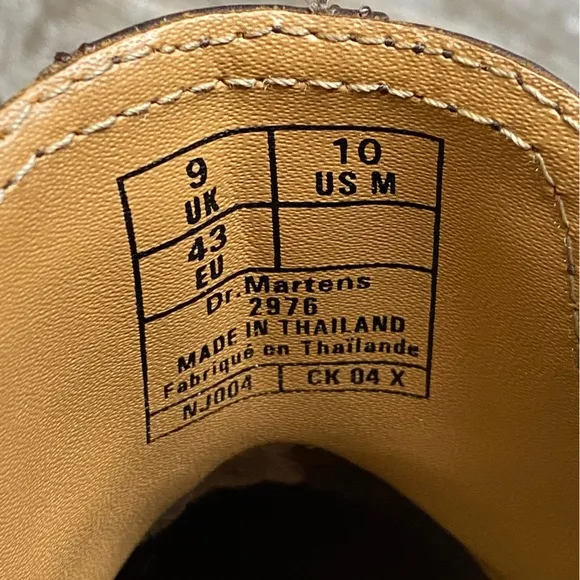 9
UK
10
US M
43
EU
Dr. Martens
2976
MADE IN THAILAND
Fabriqué en Thaïlande
NJ004
CK 04 X